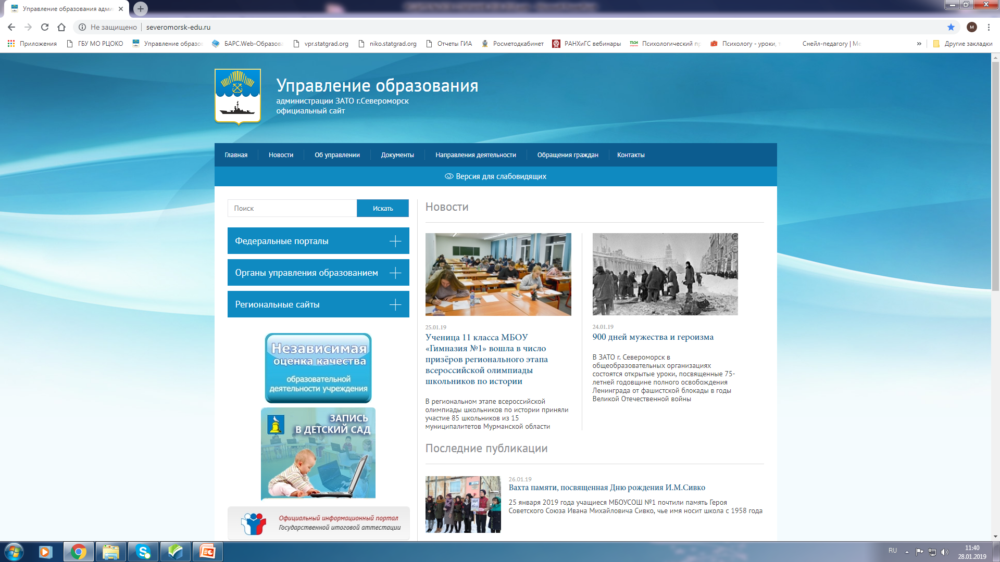 Управление образования адми
Не защищено
severomorsk-edu.ru
М
Приложения
ГБУ МО РЦОКО
Управление образо
БАРС.Web-Образова
vpr.statgrad.org
niko.statgrad.org
Отчеты ГИА
Росметодкабинет
РАНХиГС вебинары
Психологический п
Психологу - уроки, т
Снейл-педагогу | Ме
»
Другие закладки
Управление образования
администрации ЗАТО г.Североморск
официальный сайт
Главная
Новости
Об управлении
Документы
Направления деятельности
Обращения граждан
Контакты
Версия для слабовидящих
Поиск
Искать
Федеральные порталы
Органы управления образованием
Региональные сайты
Независимая
оценка качества
образовательной
деятельности учреждения
ЗАПИСЬ
В ДЕТСКИЙ САД
Официальный информационный портал
Государственной итоговой аттестации
Новости
25.01.19
Ученица 11 класса МБОУ
«Гимназия №1» вошла в число
призёров регионального этапа
всероссийской олимпиады
школьников по истории
В региональном этапе всероссийской
олимпиады школьников по истории приняли
участие 85 школьников из 15
муниципалитетов Мурманской области
24.01.19
900 дней мужества и героизма
В ЗАТО г. Североморск в
общеобразовательных организациях
состоятся открытые уроки, посвященные 75-
летней годовщине полного освобождения
Ленинграда от фашистской блокады в годы
Великой Отечественной войны
Последние публикации
26.01.19
Вахта памяти, посвященная Дню рождения И.М.Сивко
25 января 2019 года учащиеся МБОУСОШ №1 почтили память Героя
Советского Союза Ивана Михайловича Сивко, чье имя носит школа с 1958 года
RU
11:40
28.01.2019